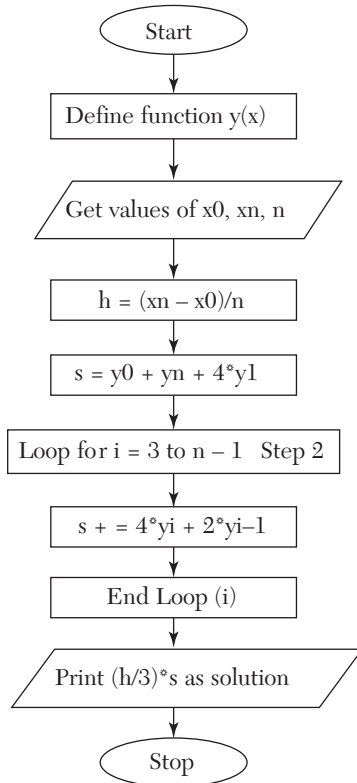 Start
Define function y(x)
Get values of x0, xn, n
h = (xn – x0)/n
s = y0 + yn + 4*y1
Loop for i = 3 to n – 1 Step 2
s + = 4*yi + 2*yi–1
End Loop (i)
Print (h/3)*s as solution
Stop